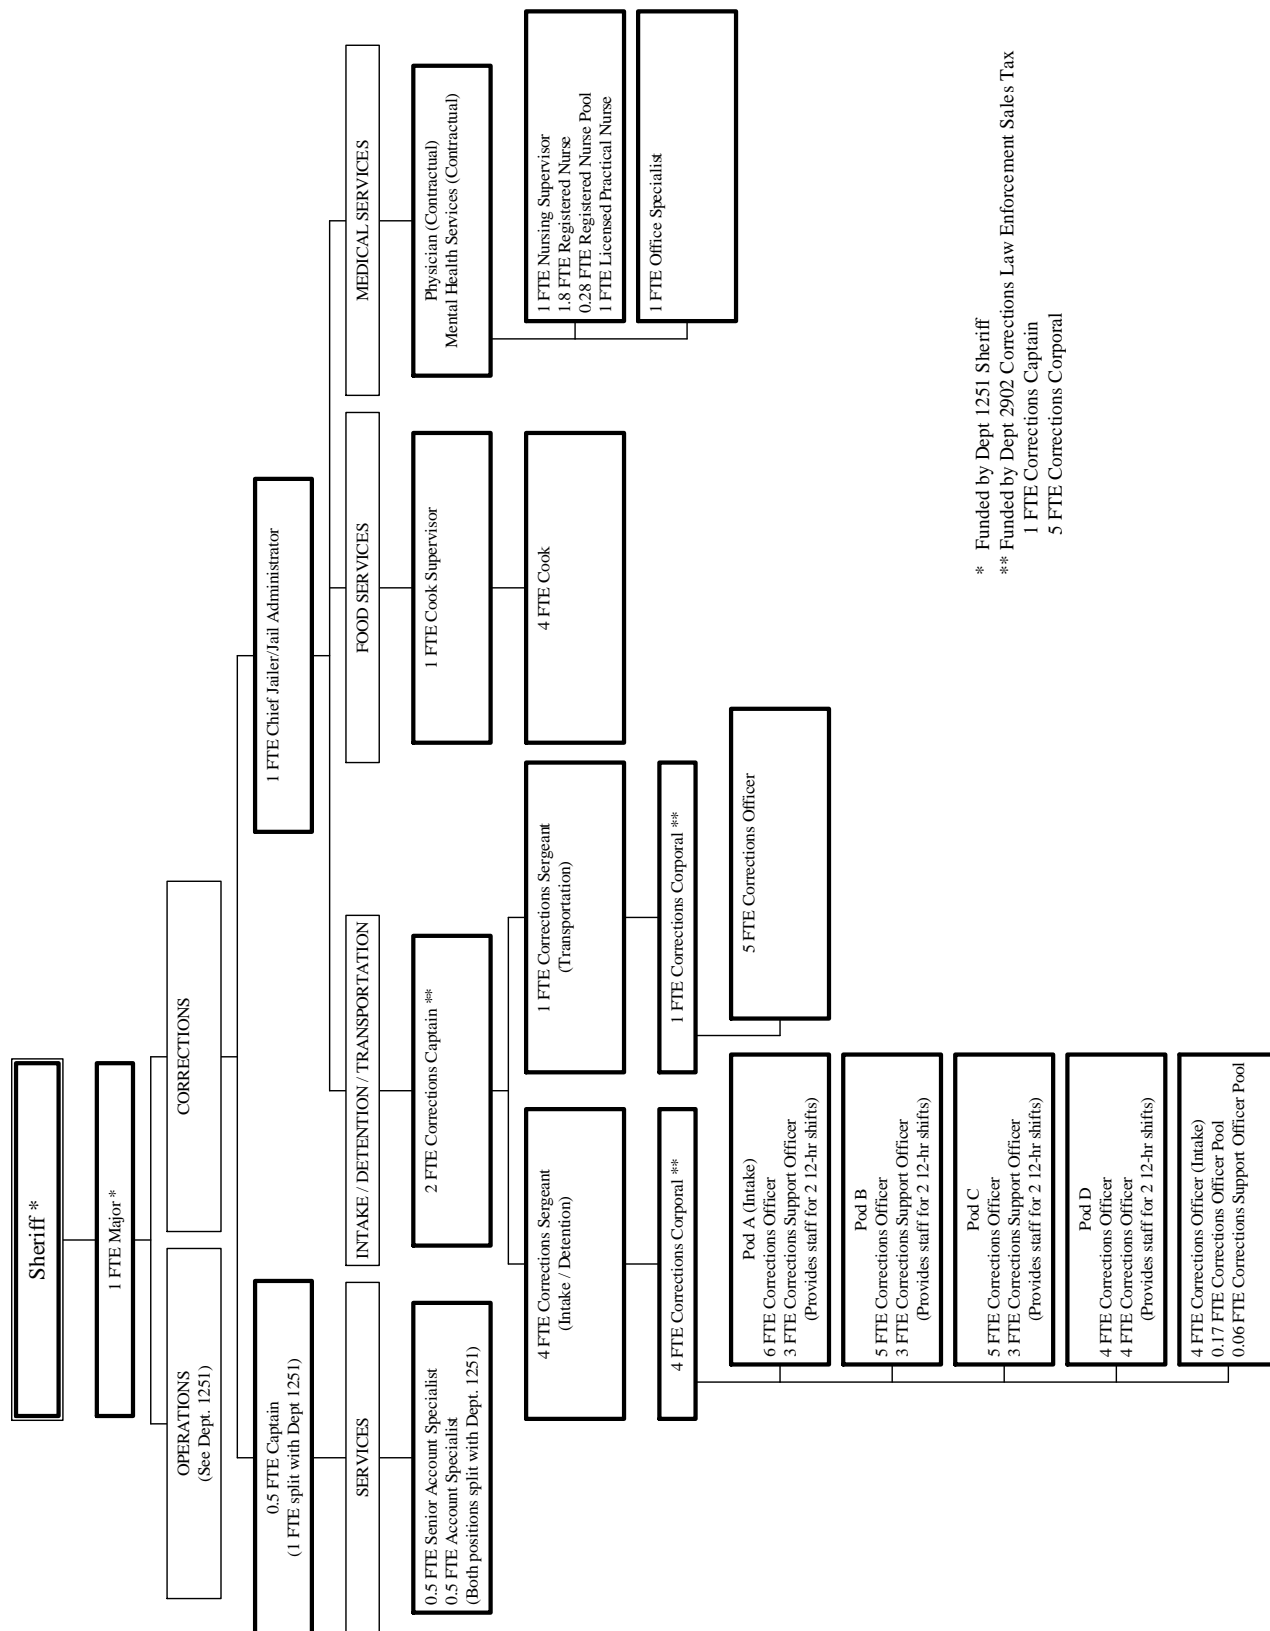 Sheriff *
1 FTE Major *
OPERATIONS
(See Dept. 1251)
CORRECTIONS
0.5 FTE Captain
(1 FTE split with Dept 1251)
1 FTE Chief Jailer/Jail Administrator
SERVICES
INTAKE / DETENTION / TRANSPORTATION
FOOD SERVICES
MEDICAL SERVICES
0.5 FTE Senior Account Specialist
0.5 FTE Account Specialist
(Both positions split with Dept. 1251)
2 FTE Corrections Captain **
1 FTE Cook Supervisor
Physician (Contractual)
Mental Health Services (Contractual)
4 FTE Corrections Sergeant
(Intake / Detention)
1 FTE Corrections Sergeant
(Transportation)
4 FTE Cook
1 FTE Nursing Supervisor
1.8 FTE Registered Nurse
0.28 FTE Registered Nurse Pool
1 FTE Licensed Practical Nurse
4 FTE Corrections Corporal **
1 FTE Corrections Corporal **
1 FTE Office Specialist
Pod A (Intake)
6 FTE Corrections Officer
3 FTE Corrections Support Officer
(Provides staff for 2 12-hr shifts)
5 FTE Corrections Officer
Pod B
5 FTE Corrections Officer
3 FTE Corrections Support Officer
(Provides staff for 2 12-hr shifts)
Pod C
5 FTE Corrections Officer
3 FTE Corrections Support Officer
(Provides staff for 2 12-hr shifts)
Pod D
4 FTE Corrections Officer
4 FTE Corrections Officer
(Provides staff for 2 12-hr shifts)
4 FTE Corrections Officer (Intake)
0.17 FTE Corrections Officer Pool
0.06 FTE Corrections Support Officer Pool
* Funded by Dept 1251 Sheriff
** Funded by Dept 2902 Corrections Law Enforcement Sales Tax
1 FTE Corrections Captain
5 FTE Corrections Corporal